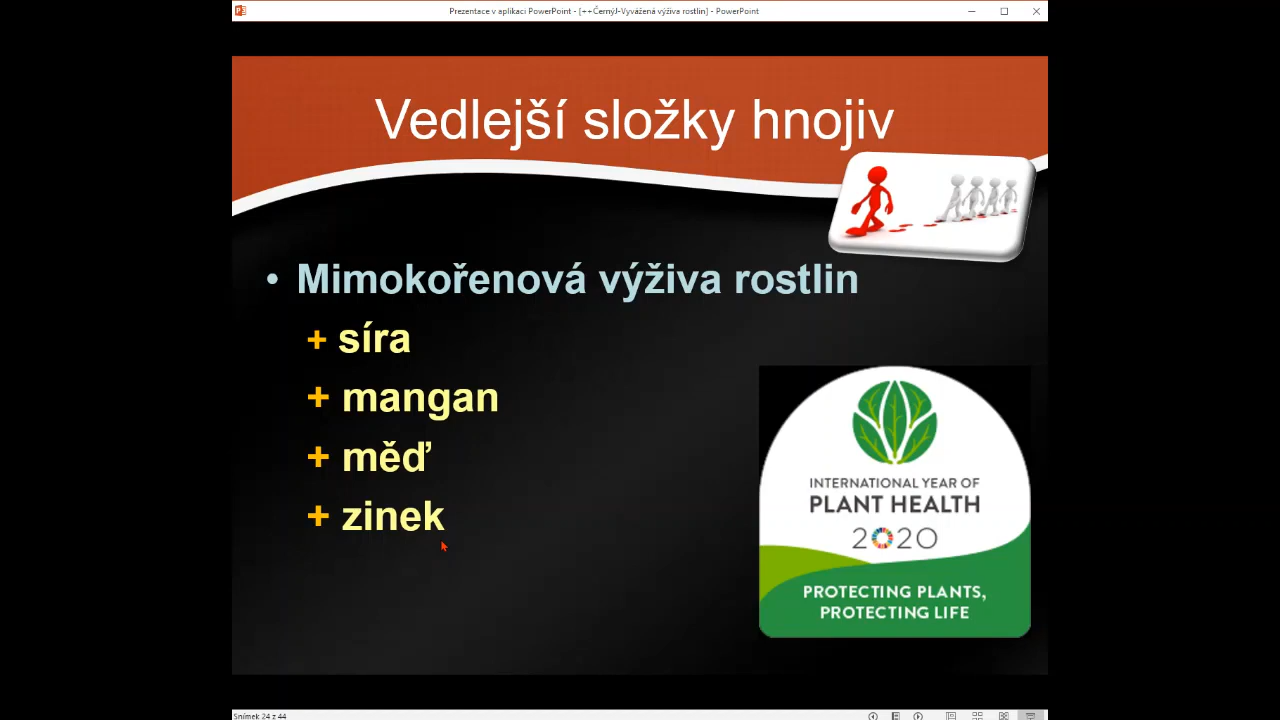 Prezentace v aplikaci PowerPoint - [++ČernýJ-Vyvážená výživa rostlin] - PowerPoint
Vedlejší složky hnojiv
• Mimokořenová výživa rostlin
+ síra
+ mangan
+ měď
+ zinek
INTERNATIONAL YEAR OF
PLANT HEALTH
2020
PROTECTING PLANTS,
PROTECTING LIFE
Snímek 24 z 44